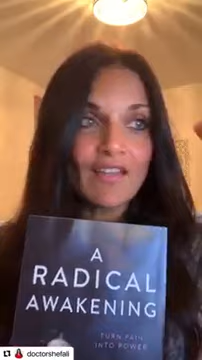 A
RADICAL
AWAKENING
TURN PAIN
INTO POWER
doctorshefali